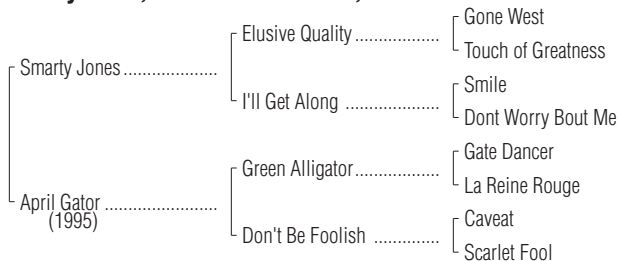 Gone West
Elusive Quality ..................
Touch of Greatness
Smarty Jones ....................
Smile
I'll Get Along ....................
Dont Worry Bout Me
Gate Dancer
Green Alligator..................
La Reine Rouge
April Gator ........................
(1995)
Caveat
Don't Be Foolish ..............
Scarlet Fool